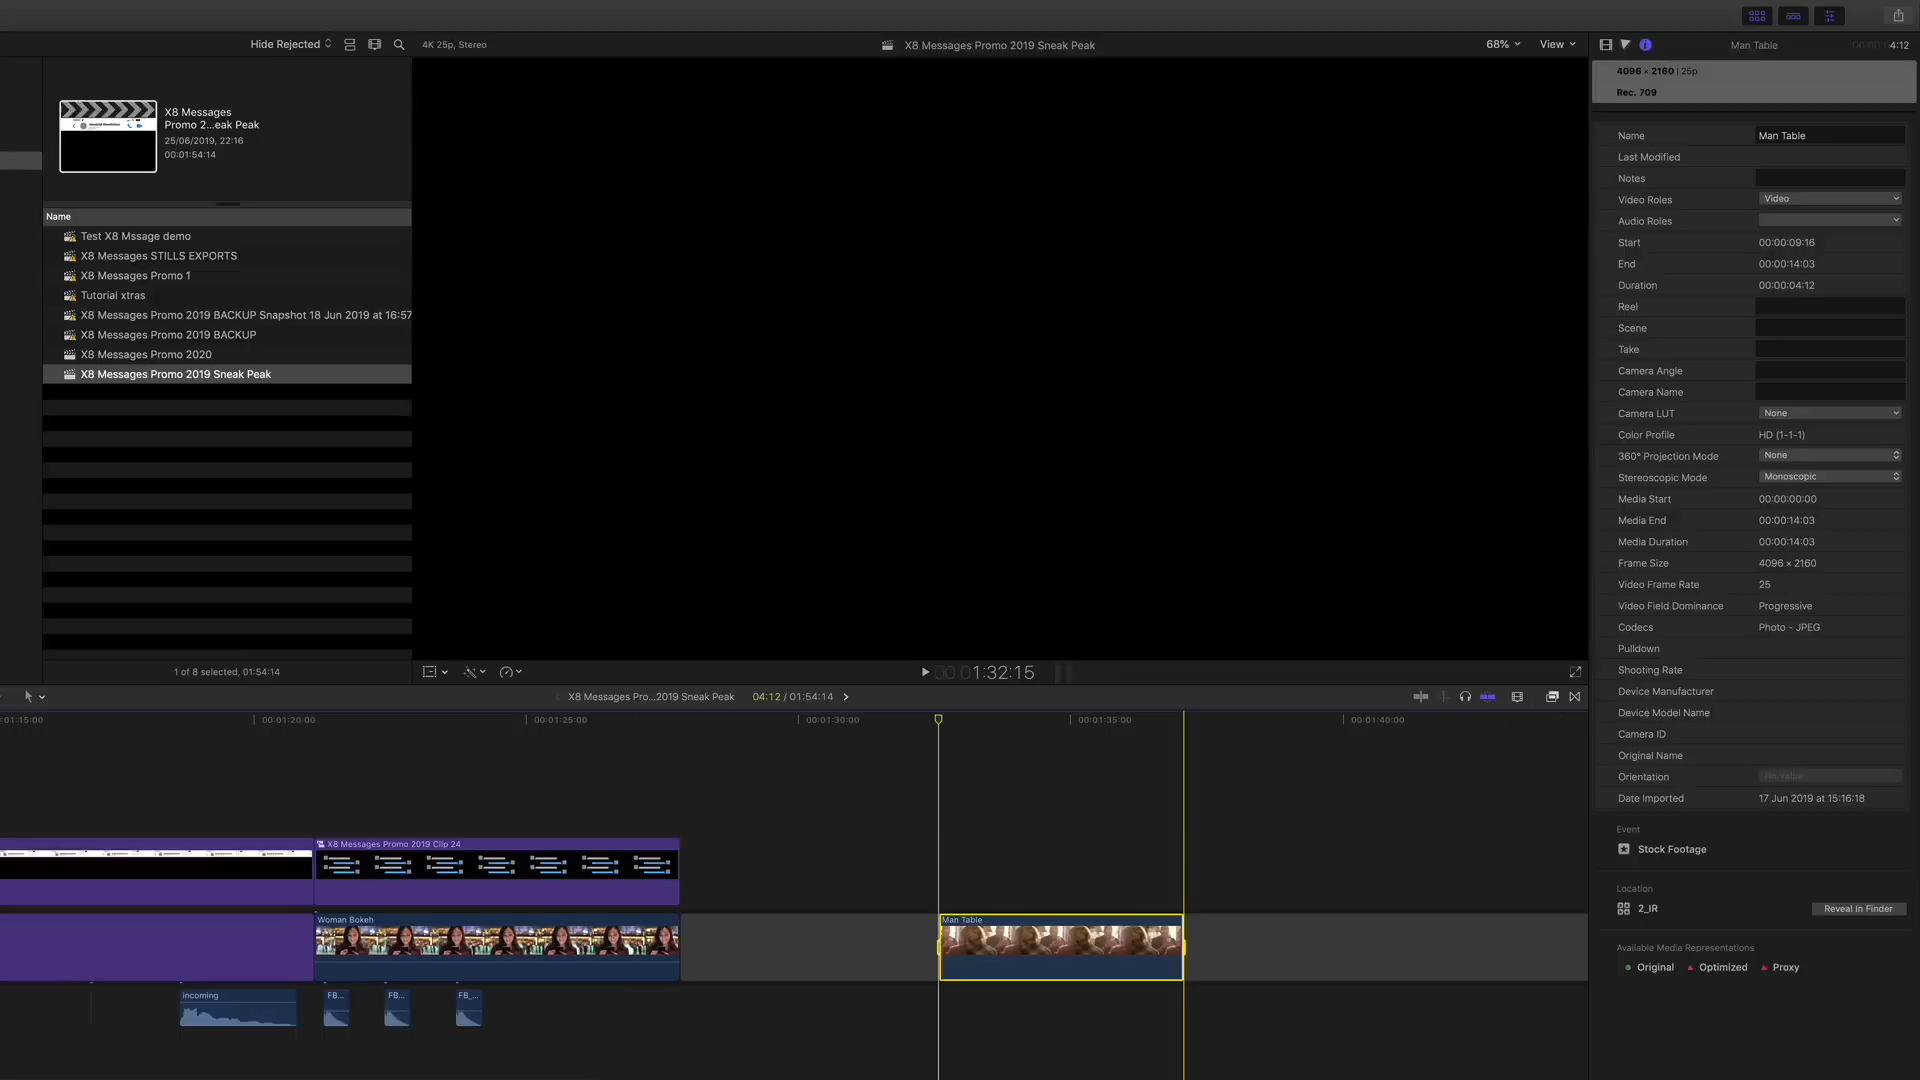 Hide Rejected
4K 25p, Stereo
X8 Messages Promo 2019 Sneak Peak
68%
View
Man Table
4:12
4096 × 2160 | 25p
Rec. 709
X8 Messages
Promo 2...eak Peak
25/06/2019, 22:16
00:01:54:14
Name
Test X8 Mssage demo
X8 Messages STILLS EXPORTS
X8 Messages Promo 1
Tutorial xtras
X8 Messages Promo 2019 BACKUP Snapshot 18 Jun 2019 at 16:57
X8 Messages Promo 2019 BACKUP
X8 Messages Promo 2020
X8 Messages Promo 2019 Sneak Peak
1 of 8 selected, 01:54:14
Name Man Table
Last Modified
Notes
Video Roles Video
Audio Roles
Start 00:00:09:16
End 00:00:14:03
Duration 00:00:04:12
Reel
Scene
Take
Camera Angle
Camera Name
Camera LUT None
Color Profile HD (1-1-1)
360° Projection Mode None
Stereoscopic Mode Monoscopic
Media Start 00:00:00:00
Media End 00:00:14:03
Media Duration 00:00:14:03
Frame Size 4096 × 2160
Video Frame Rate 25
Video Field Dominance Progressive
Codecs Photo - JPEG
Pulldown
Shooting Rate
Device Manufacturer
Device Model Name
Camera ID
Original Name
Orientation No Value
Date Imported 17 Jun 2019 at 15:16:18
Event
Stock Footage
Location
2_IR
Reveal in Finder
Available Media Representations
Original Optimized Proxy
00:01:32:15
X8 Messages Pro...2019 Sneak Peak
04:12 / 01:54:14
:01:15:00
00:01:20:00
00:01:25:00
00:01:30:00
00:01:35:00
00:01:40:00
X8 Messages Promo 2019 Clip 24
Woman Bokeh
Man Table
incoming
FB...
FB...
FB_...